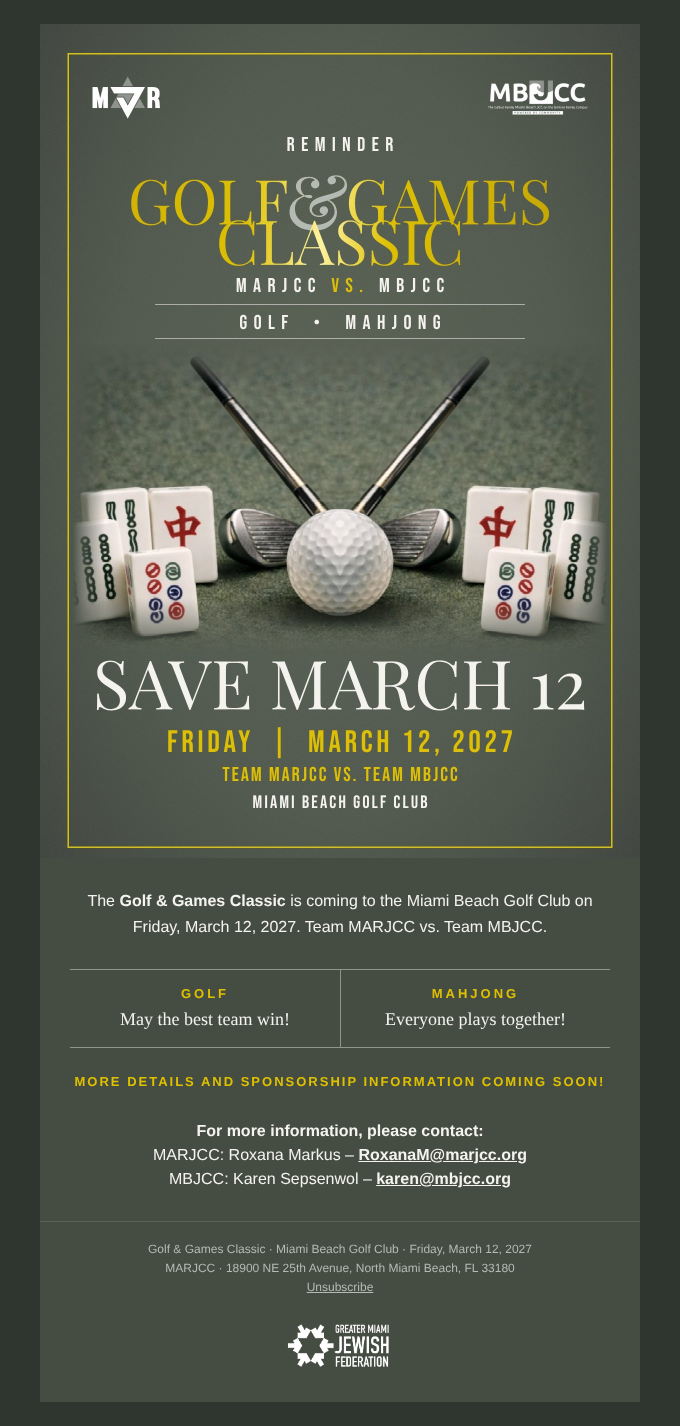 MAR
MBJCC
REMINDER
GOLF & GAMES
CLASSIC
MARJCC VS. MBJCC
GOLF • MAHJONG
中
中
SAVE MARCH 12
FRIDAY | MARCH 12, 2027
TEAM MARJCC VS. TEAM MBJCC
MIAMI BEACH GOLF CLUB
The Golf & Games Classic is coming to the Miami Beach Golf Club on
Friday, March 12, 2027. Team MARJCC vs. Team MBJCC.
GOLF
May the best team win!
MAHJONG
Everyone plays together!
MORE DETAILS AND SPONSORSHIP INFORMATION COMING SOON!
For more information, please contact:
MARJCC: Roxana Markus – RoxanaM@marjcc.org
MBJCC: Karen Sepsenwol – karen@mbjcc.org
Golf & Games Classic · Miami Beach Golf Club · Friday, March 12, 2027
MARJCC · 18900 NE 25th Avenue, North Miami Beach, FL 33180
Unsubscribe
GREATER MIAMI
JEWISH
FEDERATION